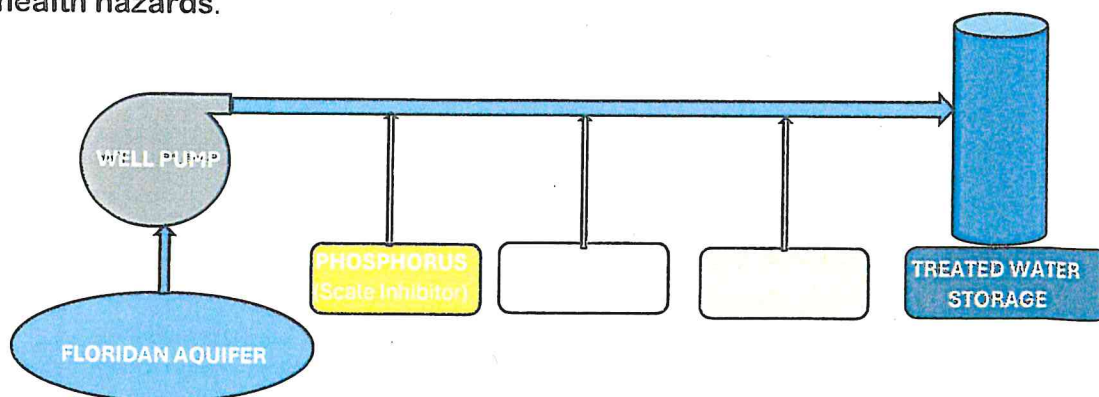 health hazards.
WELL PUMP
PHOSPHORUS
(Scale Inhibitor)
TREATED WATER
STORAGE
FLORIDAN AQUIFER